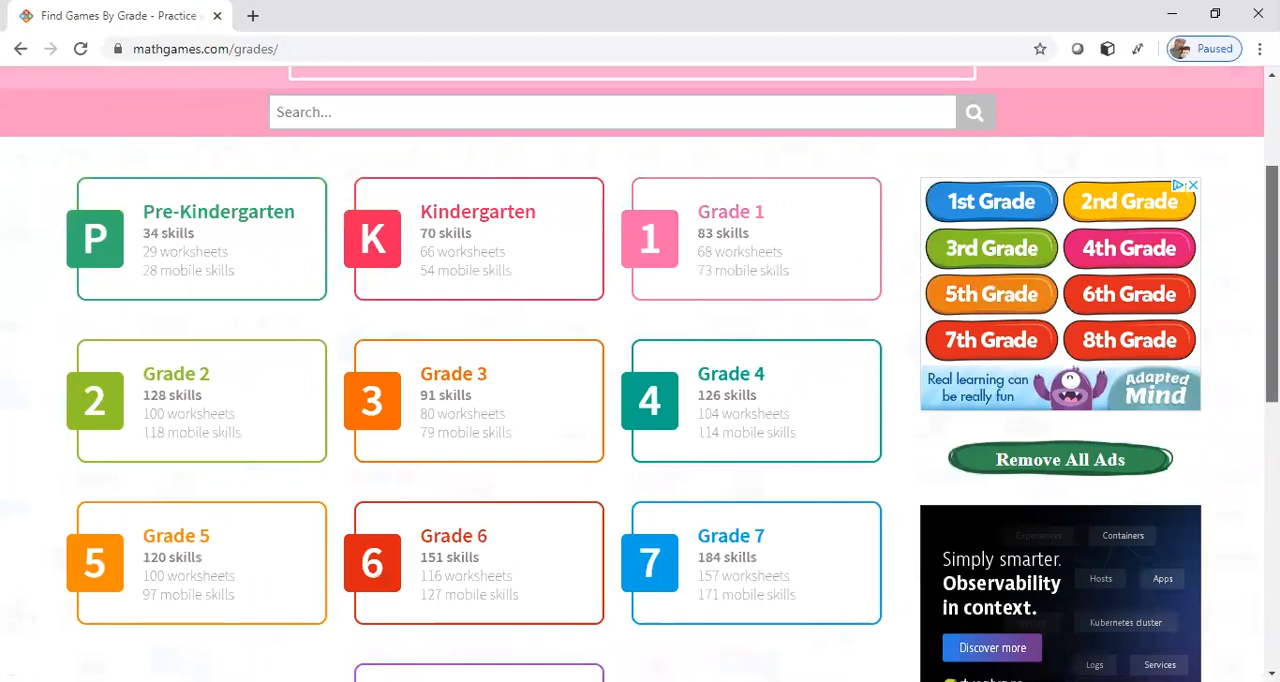 Find Games By Grade - Practice
mathgames.com/grades/
Paused
Search...
P
Pre-Kindergarten
34 skills
29 worksheets
28 mobile skills
K
Kindergarten
70 skills
66 worksheets
54 mobile skills
1
Grade 1
83 skills
68 worksheets
73 mobile skills
2
Grade 2
128 skills
100 worksheets
118 mobile skills
3
Grade 3
91 skills
80 worksheets
79 mobile skills
4
Grade 4
126 skills
104 worksheets
114 mobile skills
5
Grade 5
120 skills
100 worksheets
97 mobile skills
6
Grade 6
151 skills
116 worksheets
127 mobile skills
7
Grade 7
184 skills
157 worksheets
171 mobile skills
1st Grade
2nd Grade
3rd Grade
4th Grade
5th Grade
6th Grade
7th Grade
8th Grade
Real learning can
be really fun
Adapted
Mind
Remove All Ads
Simply smarter.
Observability
in context.
Discover more
Experiences
Containers
Hosts
Apps
Kubernetes cluster
Logs
Services